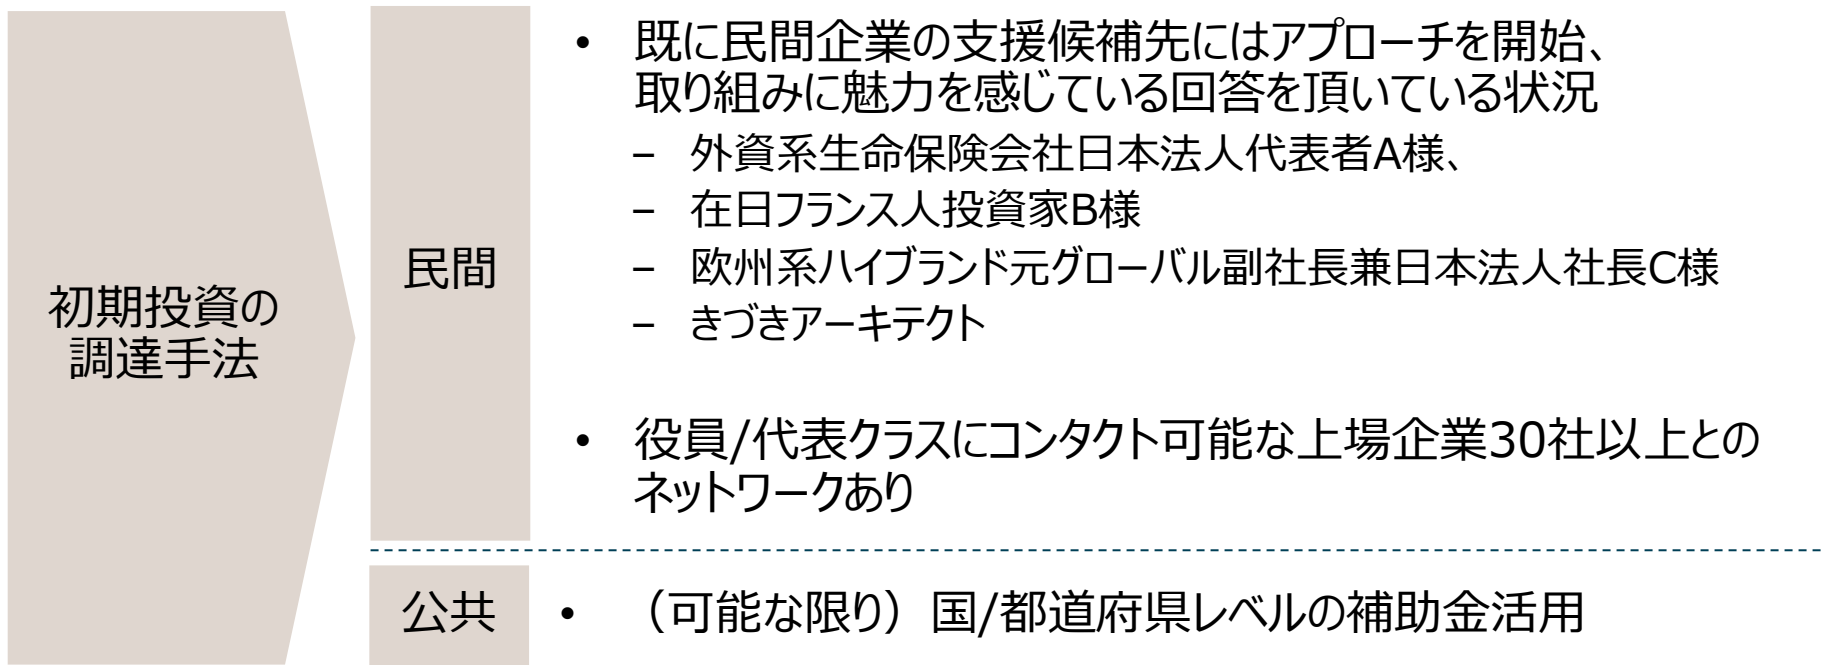 初期投資の
調達手法
民間
• 既に民間企業の支援候補先にはアプローチを開始、
取り組みに魅力を感じている回答を頂いている状況
– 外資系生命保険会社日本法人代表者A様、
– 在日フランス人投資家B様
– 欧州系ハイブランド元グローバル副社長兼日本法人社長C様
– きづきアーキテクト
• 役員/代表クラスにコンタクト可能な上場企業30社以上との
ネットワークあり
公共
• （可能な限り）国/都道府県レベルの補助金活用